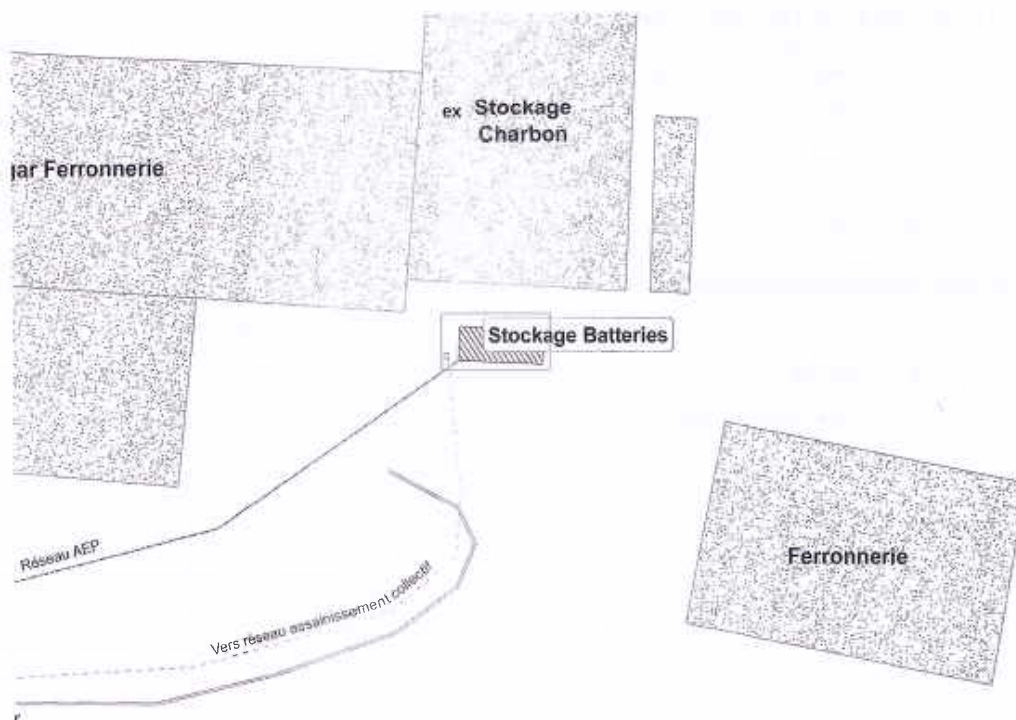 ex Stockage
Charbon
gar Ferronnerie
Stockage Batteries
Réseau AEP
Ferronnerie
Vers réseau assainissement collectif
r